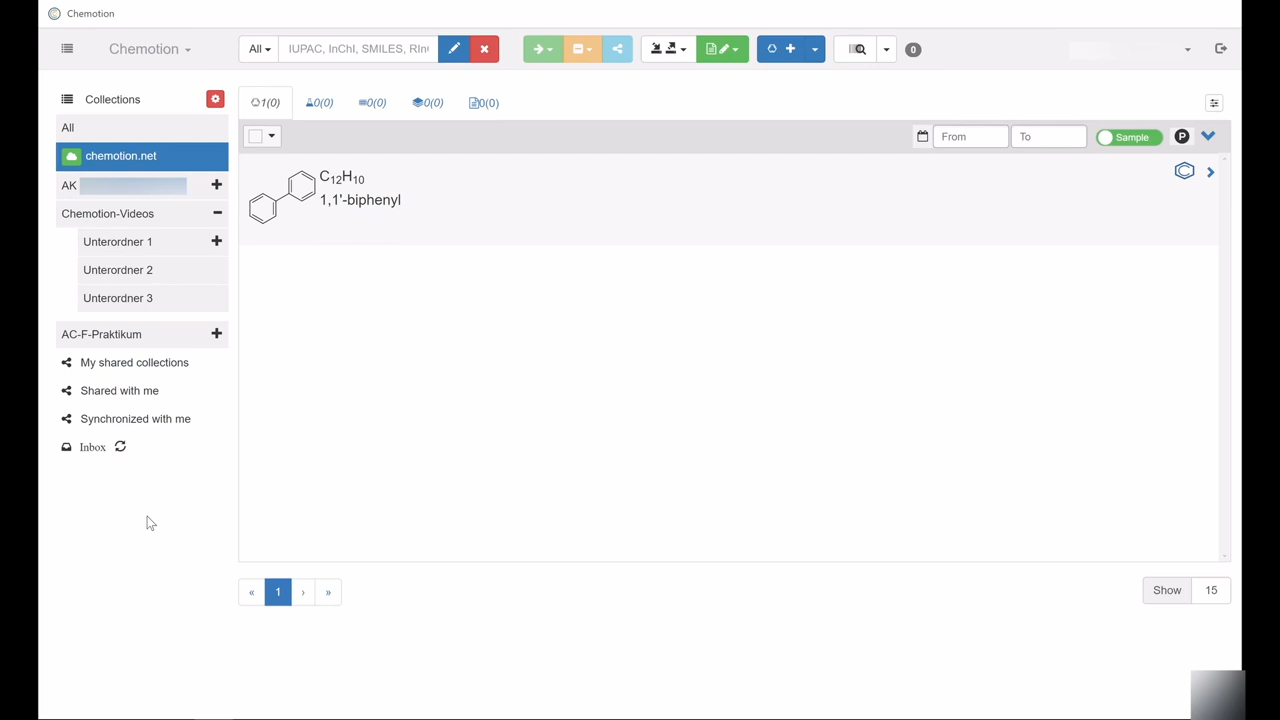 Chemotion
Chemotion
All
IUPAC, InChI, SMILES, RIn
0
Collections
1(0)
0(0)
0(0)
0(0)
0(0)
All
From
To
Sample
P
chemotion.net
C₁₂H₁₀
1,1'-biphenyl
AK
Chemotion-Videos
Unterordner 1
Unterordner 2
Unterordner 3
AC-F-Praktikum
My shared collections
Shared with me
Synchronized with me
Inbox
« 1 › »
Show 15